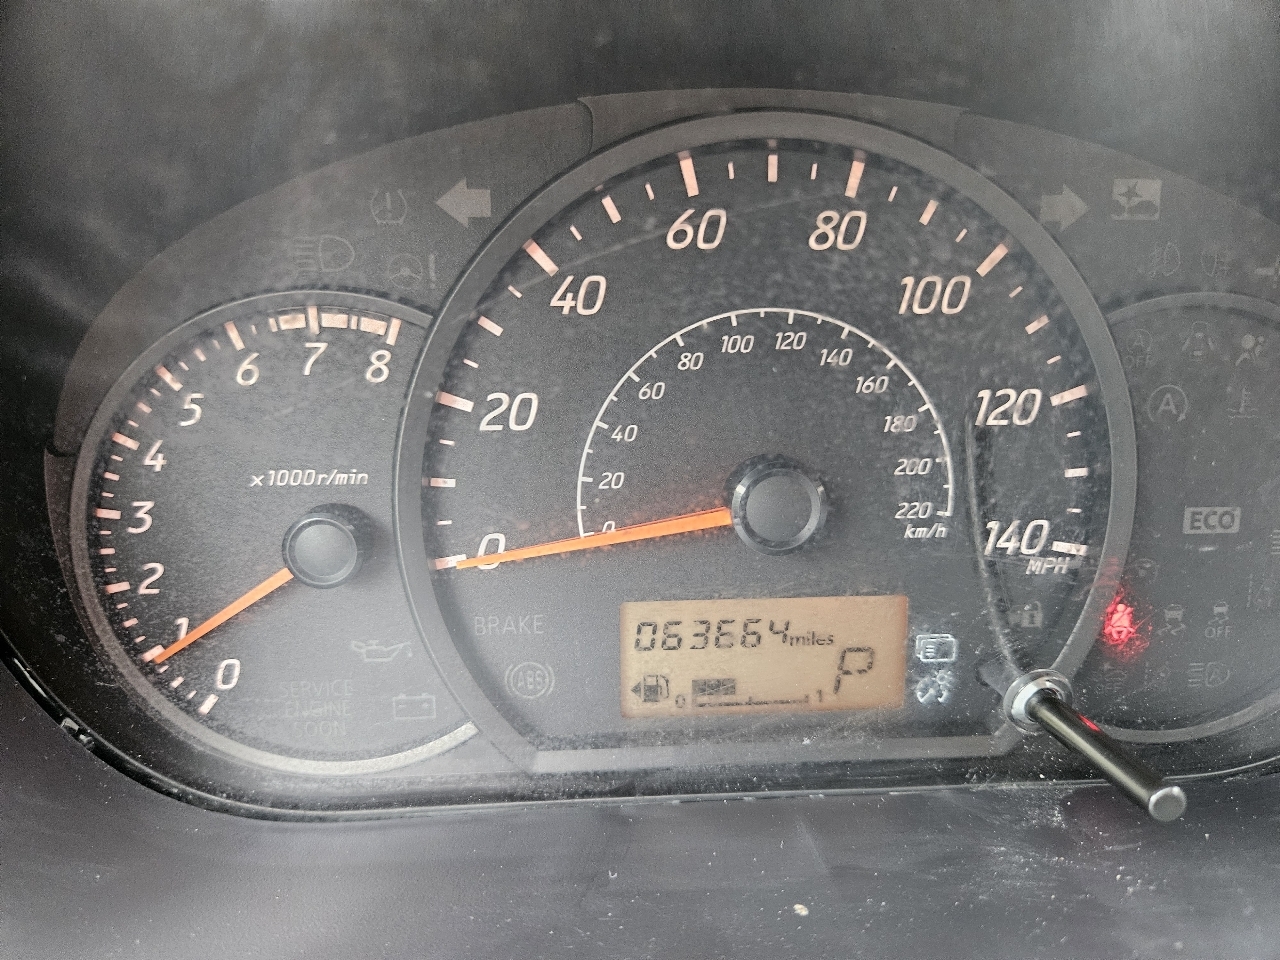 60 80
40 100
20 120
0 140
MPH
0 20 40 60 80 100 120 140 160 180 200 220
km/h
0 1 2 3 4 5 6 7 8
x1000r/min
BRAKE
ABS
SERVICE
ENGINE
SOON
063664 miles
P
0 1
OFF
A
ECO
OFF